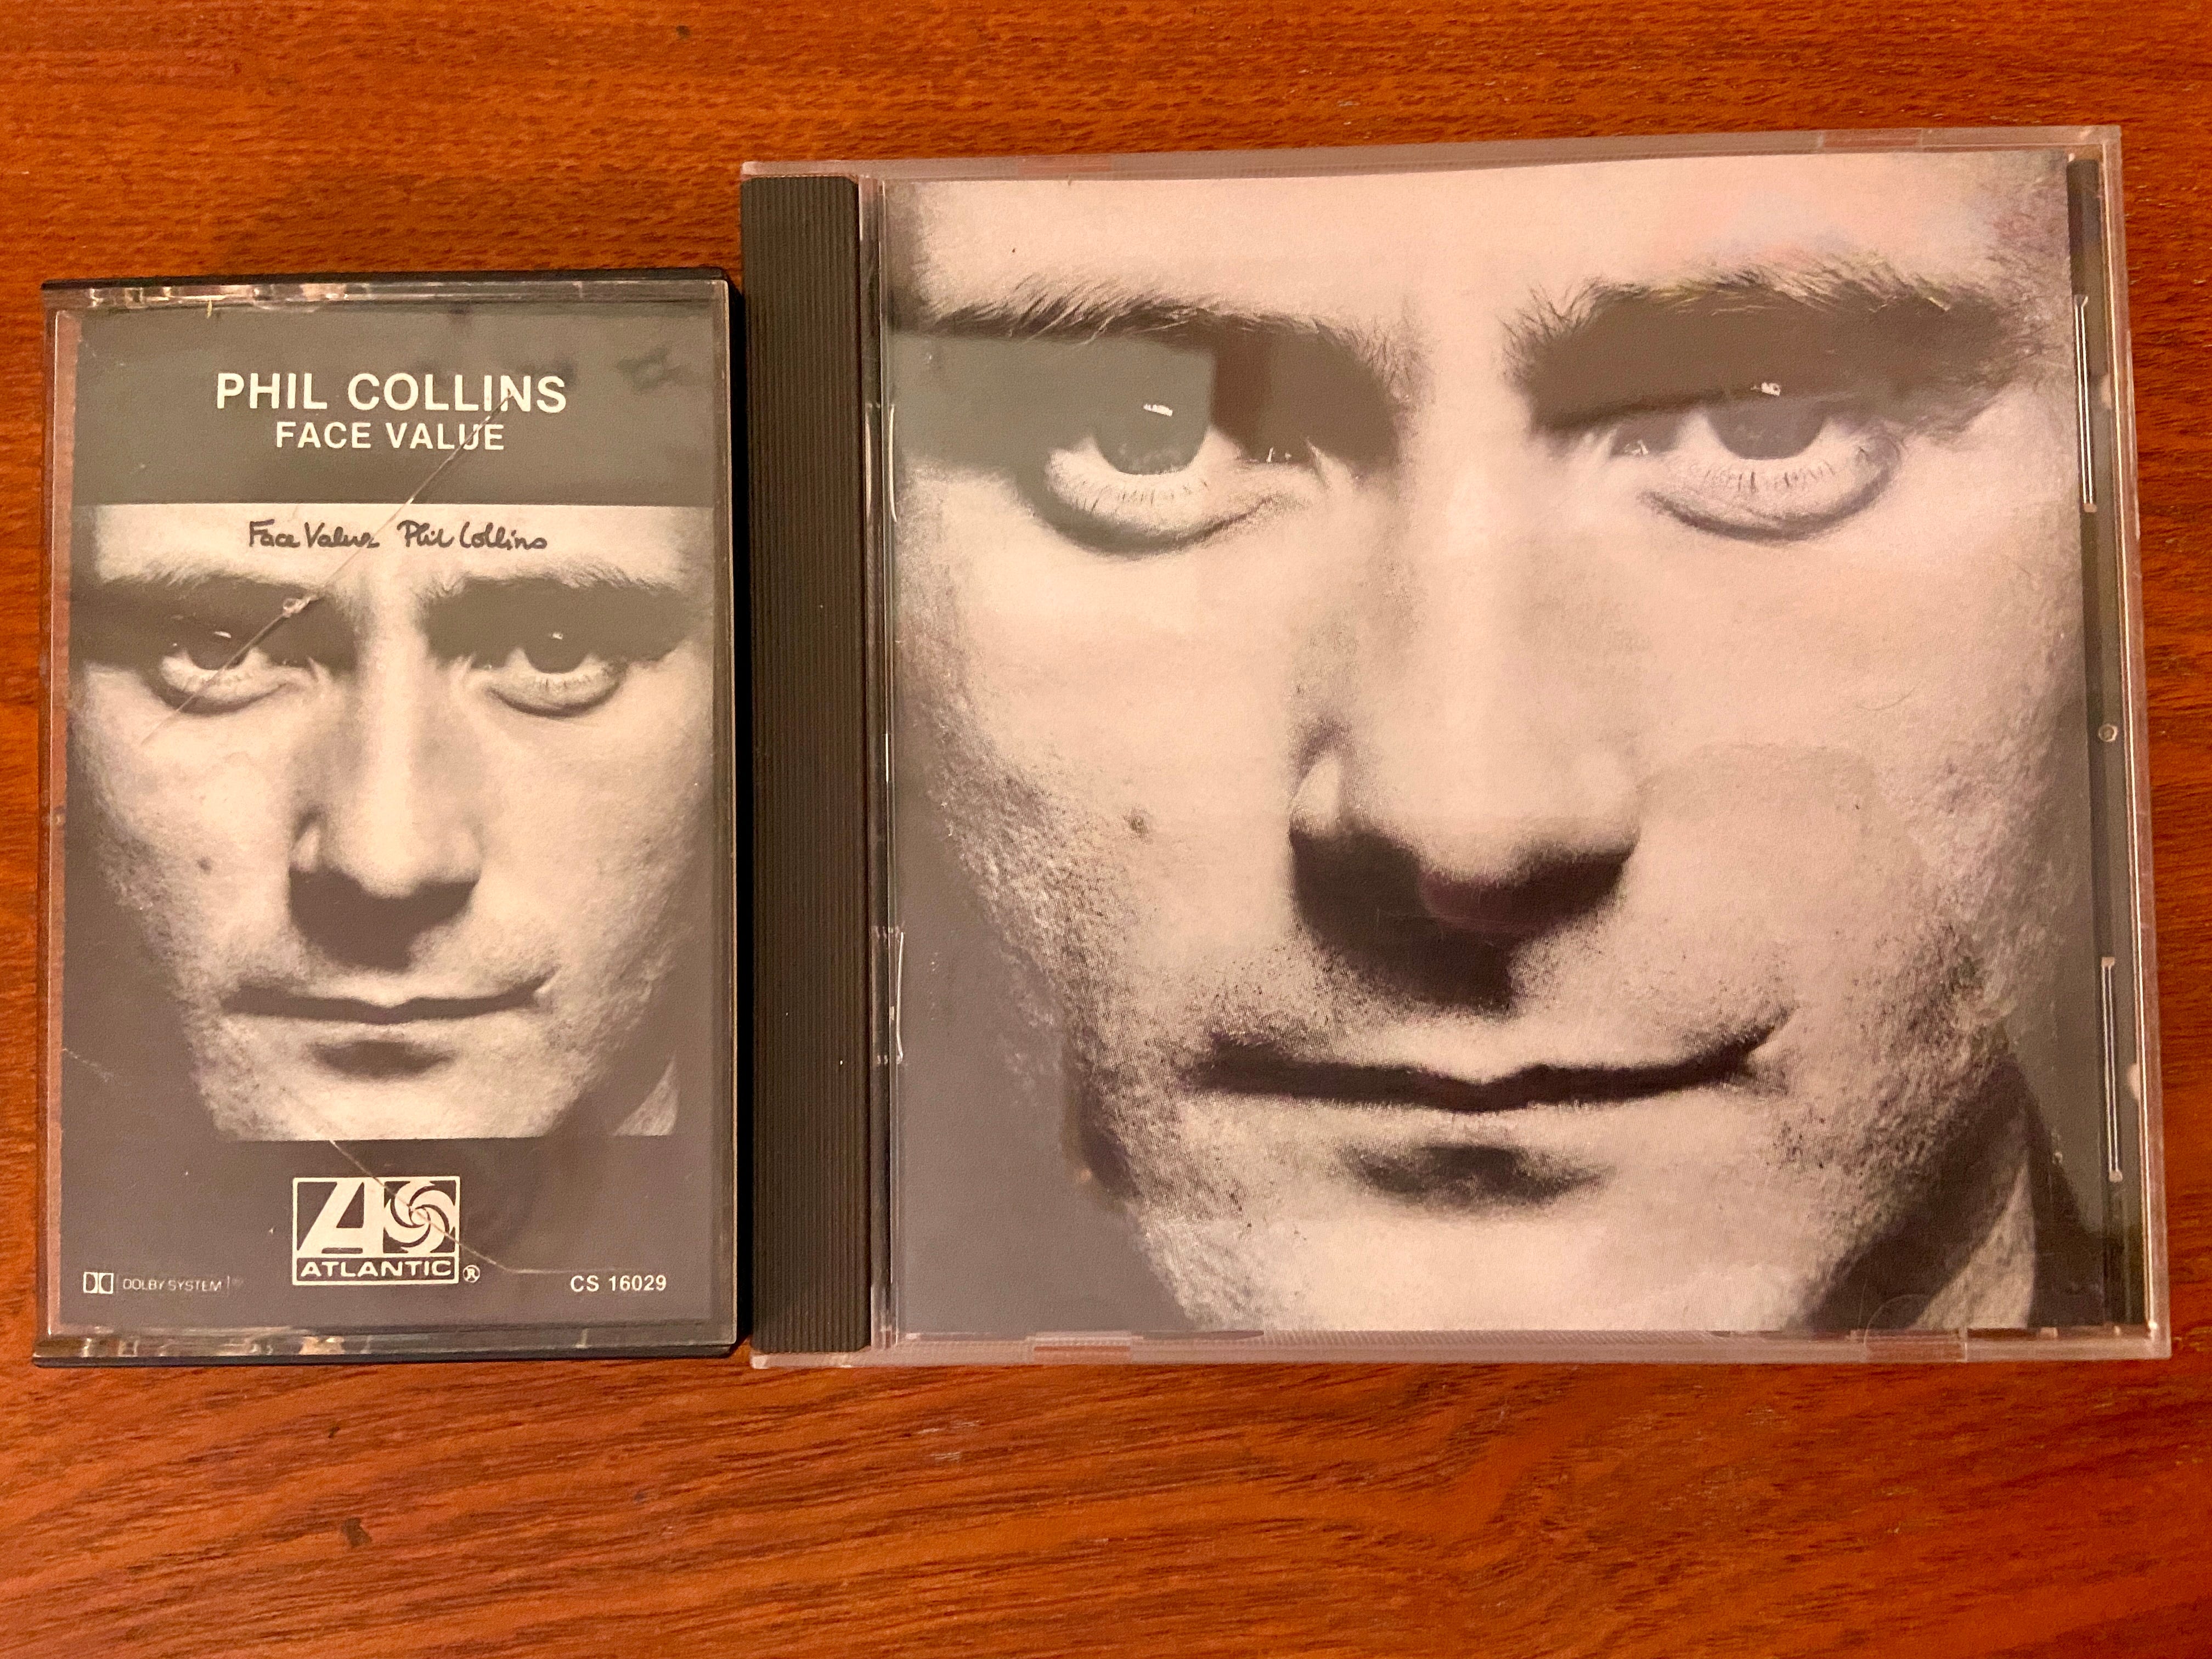 PHIL COLLINS
FACE VALUE
Face Value Phil Collins
ATLANTIC®
DOLBY SYSTEM
CS 16029